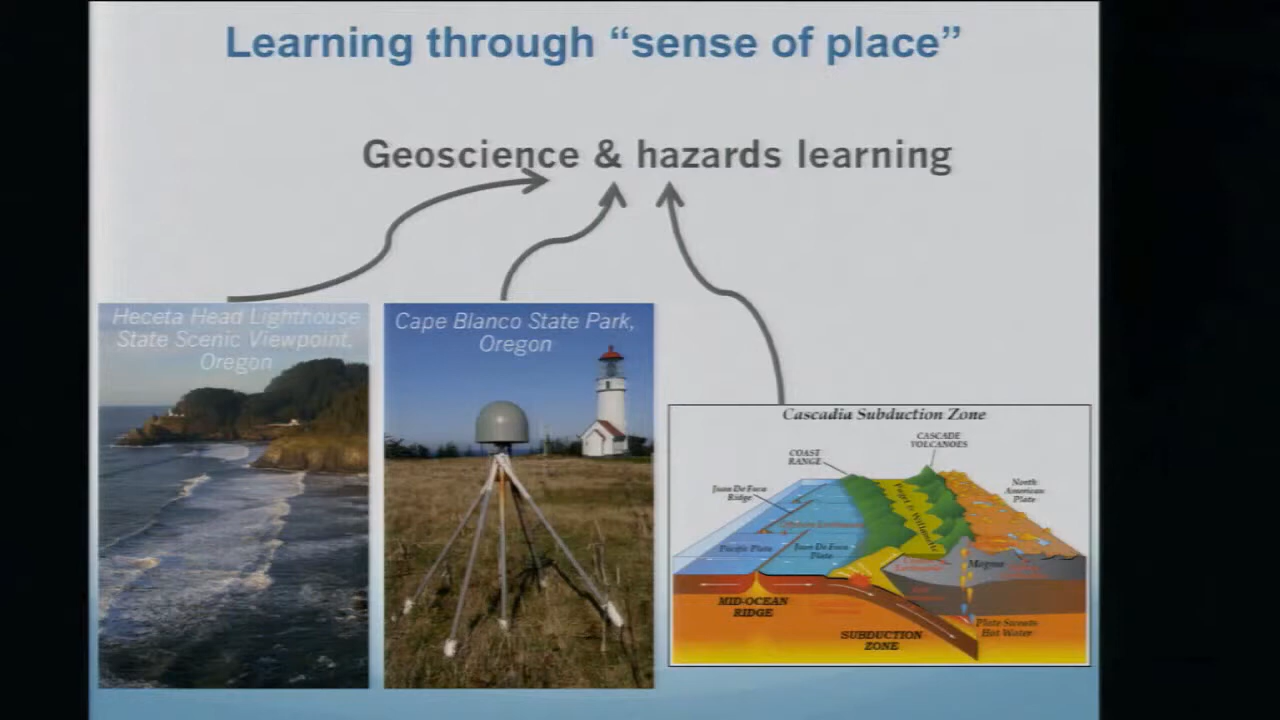 Learning through “sense of place”
Geoscience & hazards learning
Heceta Head Lighthouse
State Scenic Viewpoint,
Oregon
Cape Blanco State Park,
Oregon
Cascadia Subduction Zone
CASCADE
VOLCANOES
COAST
RANGE
Juan De Fuca
Ridge
North
American
Plate
Puget & Willamette
Pacific Plate
Juan De Fuca
Plate
Magma
MID-OCEAN
RIDGE
SUBDUCTION
ZONE
Plate Sweats
Hot Water